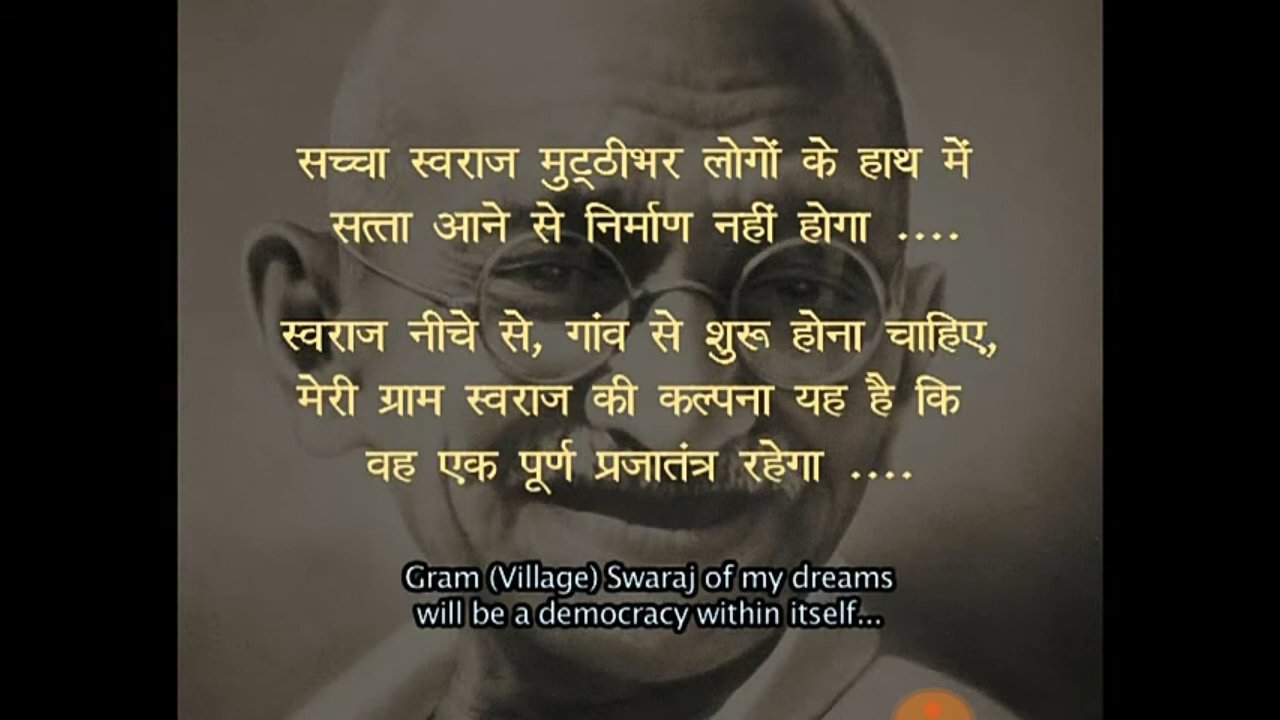 सच्चा स्वराज मुट्ठीभर लोगों के हाथ में
सत्ता आने से निर्माण नहीं होगा ....
स्वराज नीचे से, गांव से शुरू होना चाहिए,
मेरी ग्राम स्वराज की कल्पना यह है कि
वह एक पूर्ण प्रजातंत्र रहेगा ....
Gram (Village) Swaraj of my dreams
will be a democracy within itself...